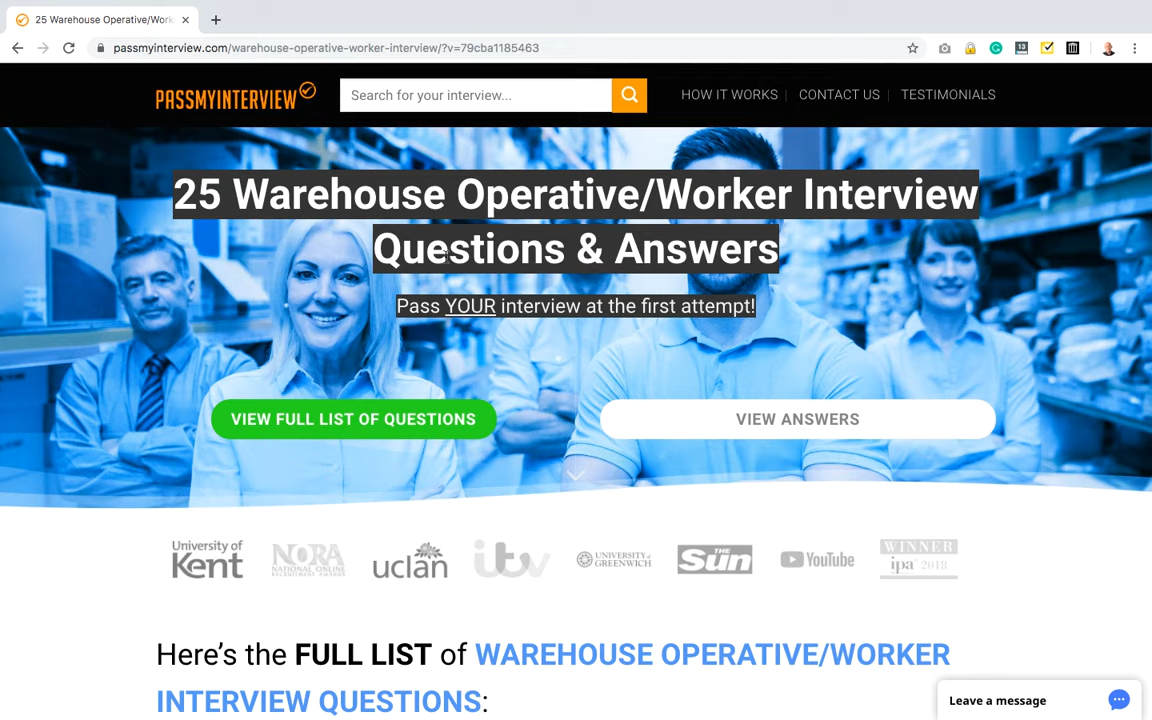 25 Warehouse Operative/Work
passmyinterview.com/warehouse-operative-worker-interview/?v=79cba1185463
13
PASSMYINTERVIEW
Search for your interview...
HOW IT WORKS
CONTACT US
TESTIMONIALS
25 Warehouse Operative/Worker Interview
Questions & Answers
Pass YOUR interview at the first attempt!
VIEW FULL LIST OF QUESTIONS
VIEW ANSWERS
University of
Kent
NORA
NATIONAL ONLINE
RECRUITMENT AWARDS
uclan
itv
UNIVERSITY
of GREENWICH
THE
Sun
YouTube
WINNER
ipa 2018
Here’s the FULL LIST of WAREHOUSE OPERATIVE/WORKER
INTERVIEW QUESTIONS:
Leave a message